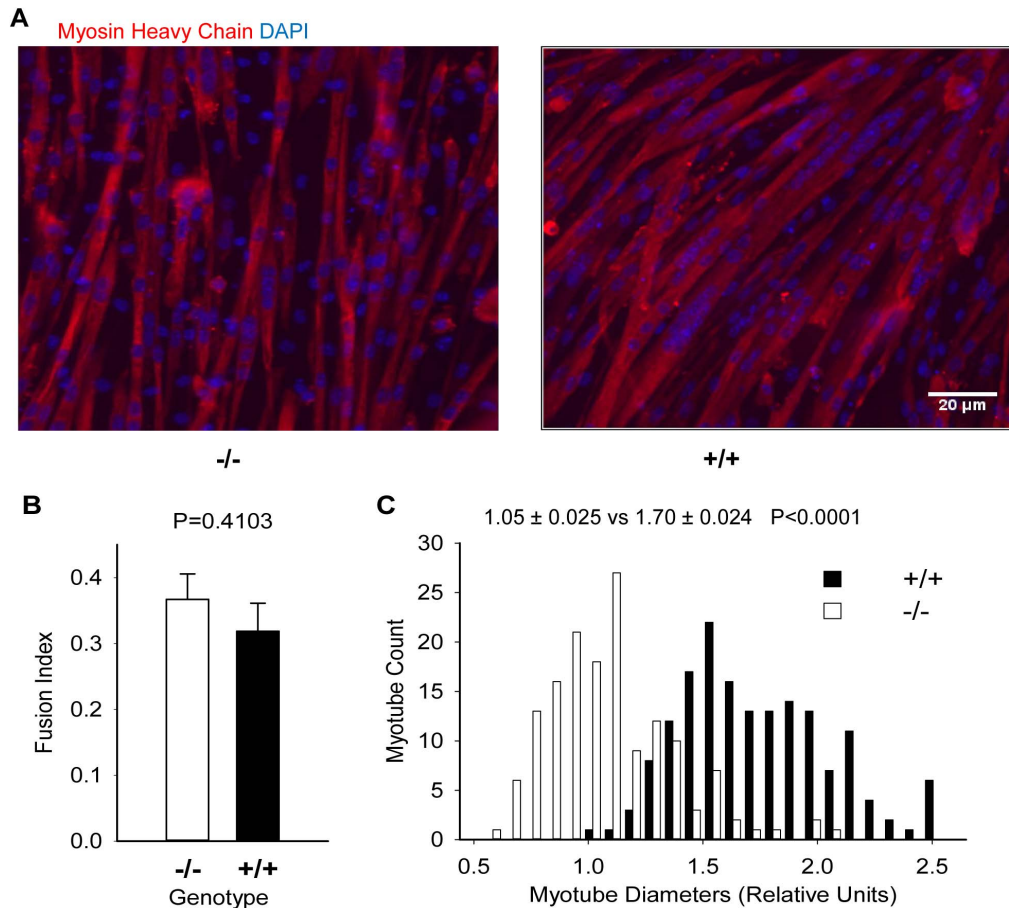 A
Myosin Heavy Chain DAPI
20 µm
-/-
+/+
B
P=0.4103
0.4
0.3
0.2
0.1
0.0
Fusion Index
-/-
+/+
Genotype
C
1.05 ± 0.025 vs 1.70 ± 0.024 P<0.0001
30
25
20
15
10
5
0
Myotube Count
+/+
-/-
0.5 1.0 1.5 2.0 2.5
Myotube Diameters (Relative Units)